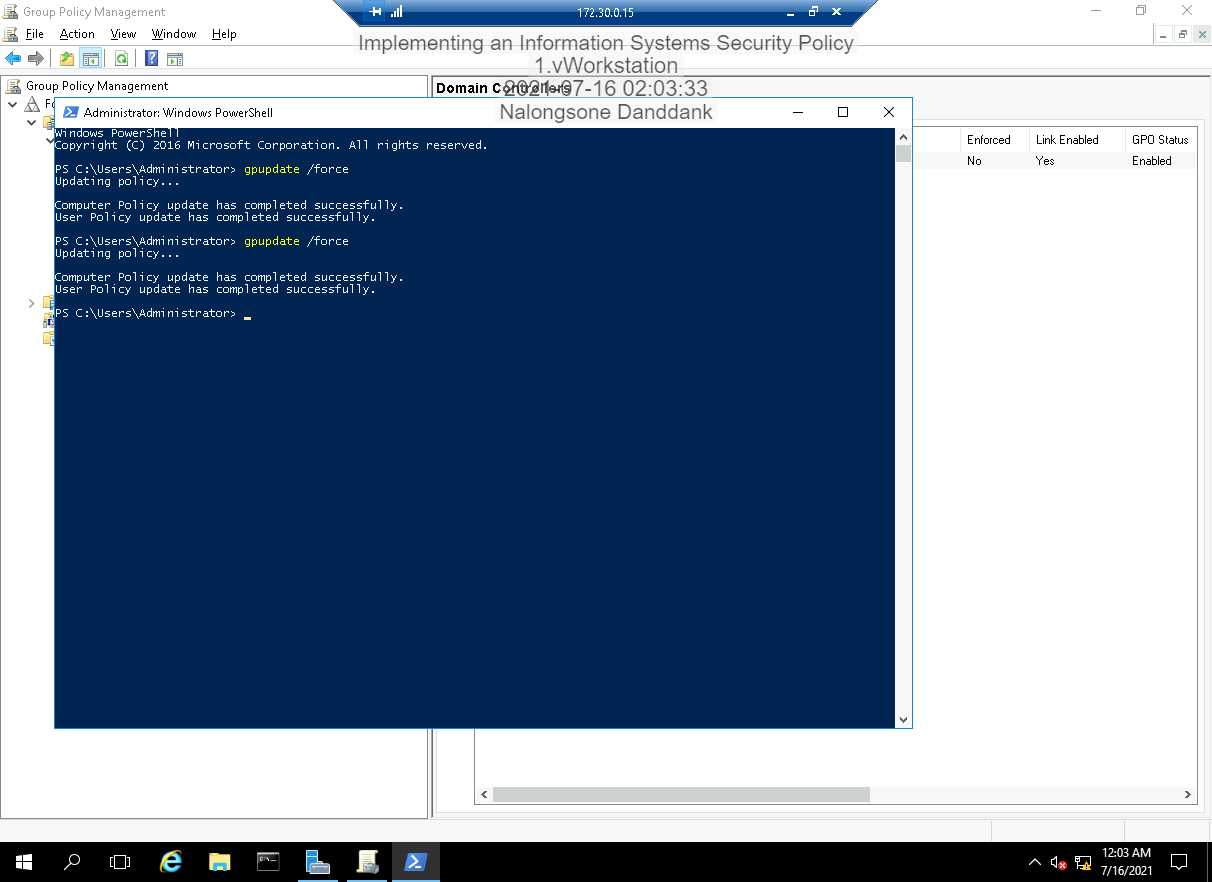 Group Policy Management
172.30.0.15
File Action View Window Help
Implementing an Information Systems Security Policy
1.vWorkstation
2021-07-16 02:03:33
Nalongsone Danddank
Group Policy Management
Domain Controllers
Administrator: Windows PowerShell
Windows PowerShell
Copyright (C) 2016 Microsoft Corporation. All rights reserved.
PS C:\Users\Administrator> gpupdate /force
Updating policy...
Computer Policy update has completed successfully.
User Policy update has completed successfully.
PS C:\Users\Administrator> gpupdate /force
Updating policy...
Computer Policy update has completed successfully.
User Policy update has completed successfully.
PS C:\Users\Administrator>
Enforced Link Enabled GPO Status
No Yes Enabled
12:03 AM
7/16/2021